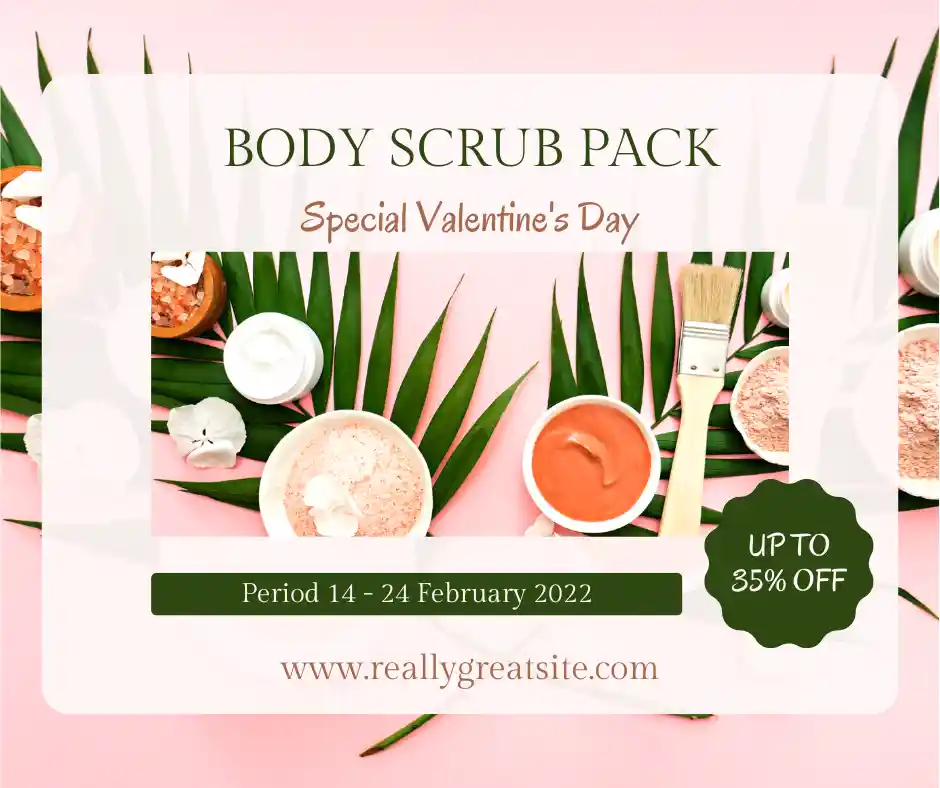 BODY SCRUB PACK
Special Valentine's Day
UP TO
35% OFF
Period 14 - 24 February 2022
www.reallygreatsite.com